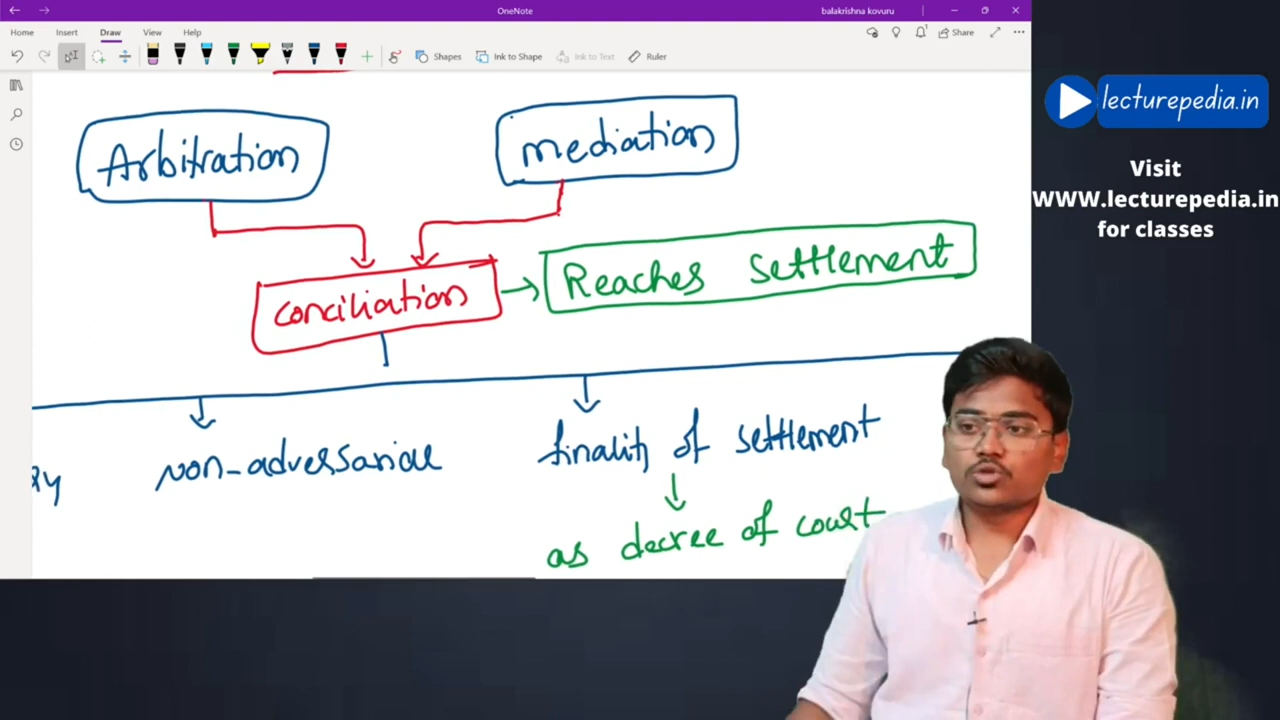 OneNote
balakrishna kovuru
Home Insert Draw View Help
Share
Shapes Ink to Shape Ink to Text Ruler
lecturepedia.in
Visit
WWW.lecturepedia.in
for classes
Arbitration
mediation
conciliation
Reaches settlement
Non-adversarial
finality of settlement
as decree of court